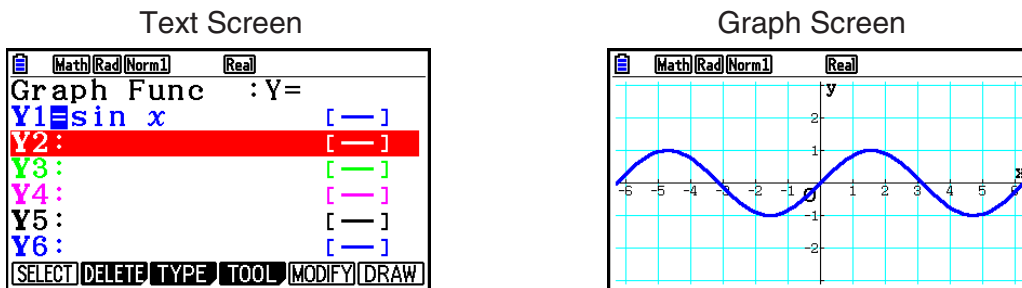 Text Screen
Math Rad Norm1 Real
Graph Func :Y=
Y1=sin x [—]
Y2: [—]
Y3: [—]
Y4: [—]
Y5: [—]
Y6: [—]
SELECT DELETE TYPE TOOL MODIFY DRAW
Graph Screen
Math Rad Norm1 Real
y
2
1
x
-6 -5 -4 -3 -2 -1 O 1 2 3 4 5 6
-1
-2